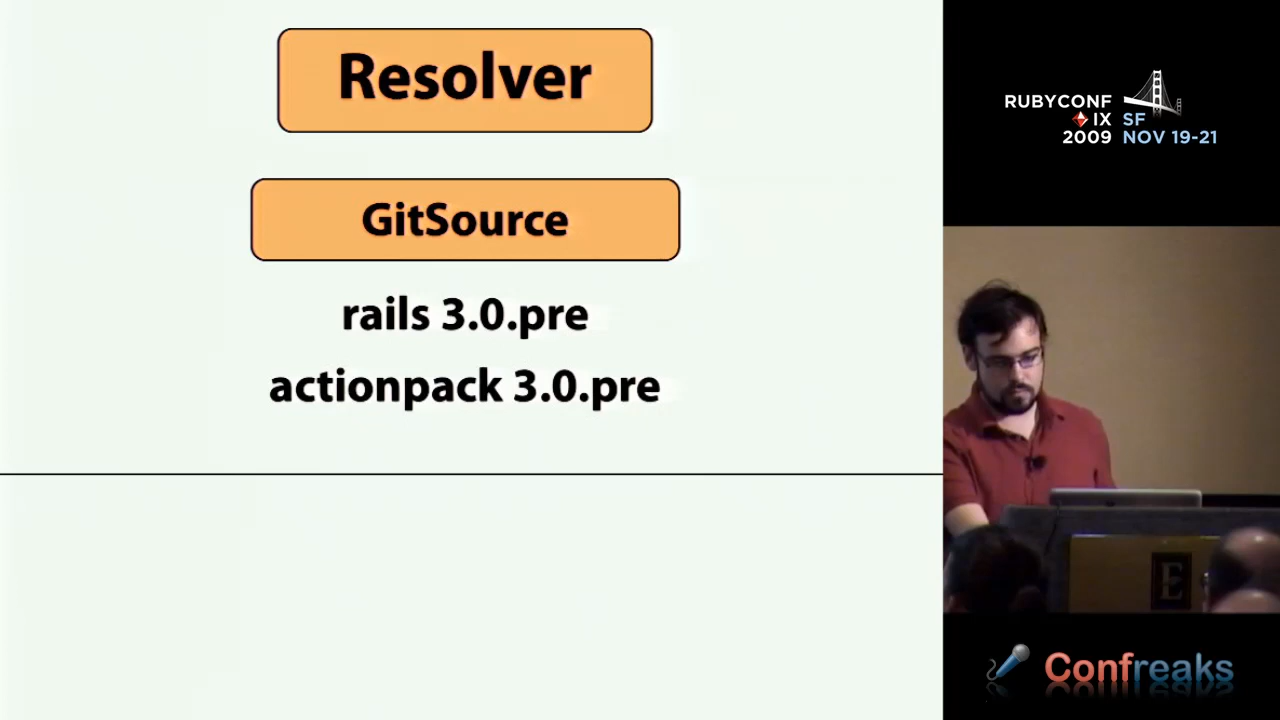 Resolver
GitSource
rails 3.0.pre
actionpack 3.0.pre
RUBYCONF
IX SF
2009 NOV 19-21
E
Confreaks